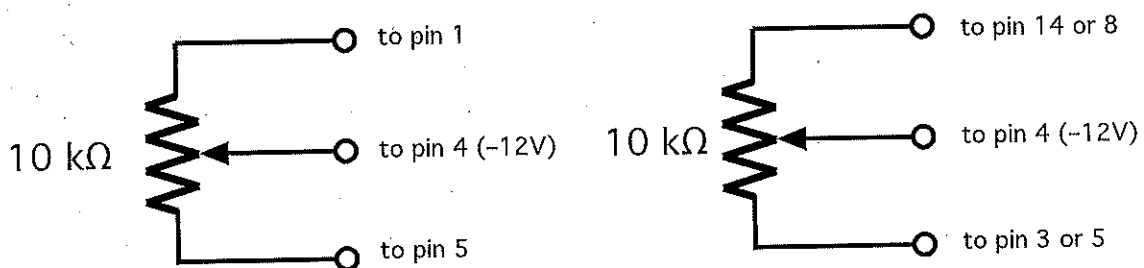 to pin 1
10 kΩ
to pin 4 (–12V)
to pin 5
to pin 14 or 8
10 kΩ
to pin 4 (–12V)
to pin 3 or 5